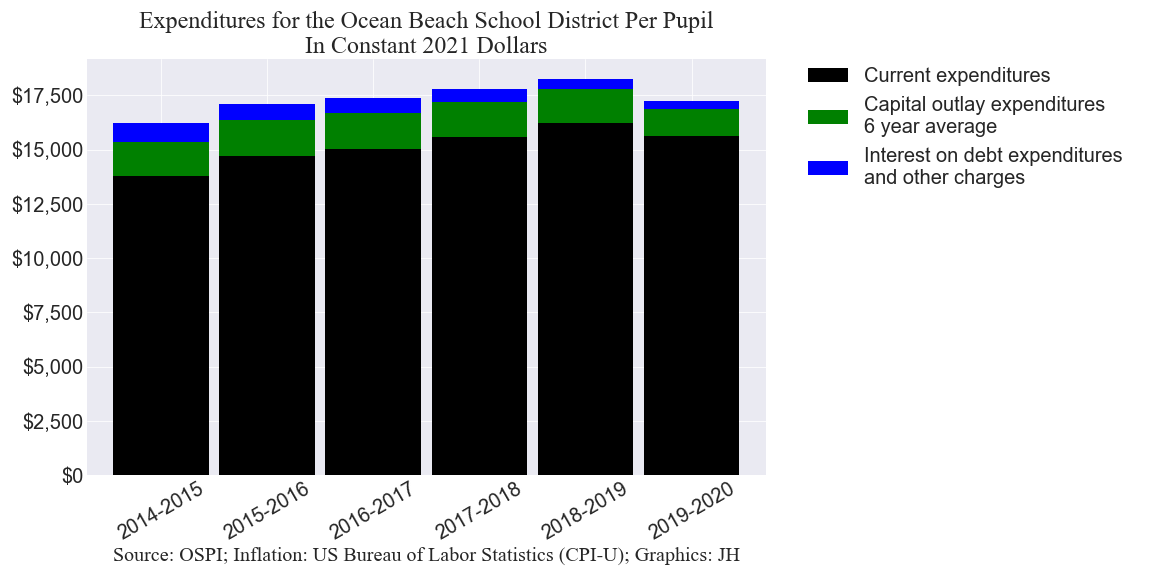 Expenditures for the Ocean Beach School District Per Pupil
In Constant 2021 Dollars
Current expenditures
Capital outlay expenditures
6 year average
Interest on debt expenditures
and other charges
$17,500
$15,000
$12,500
$10,000
$7,500
$5,000
$2,500
$0
2014-2015
2015-2016
2016-2017
2017-2018
2018-2019
2019-2020
Source: OSPI; Inflation: US Bureau of Labor Statistics (CPI-U); Graphics: JH